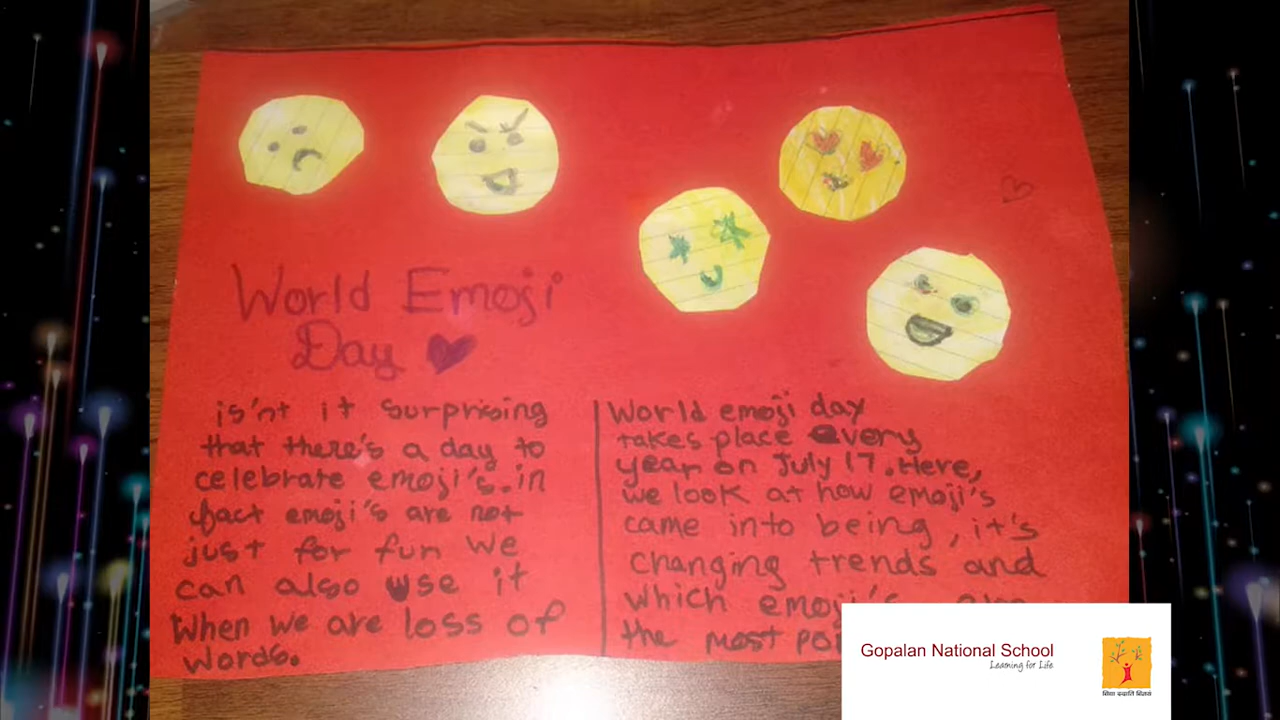 World Emoji
Day
is'nt it surprising
that there's a day to
celebrate emoji's. in
fact emoji's are not
just for fun we
can also use it
When we are loss of
words.
World emoji day
takes place every
year on July 17. Here,
we look at how emoji's
came into being, it's
changing trends and
which emoji's are
the most
Gopalan National School
Learning for Life